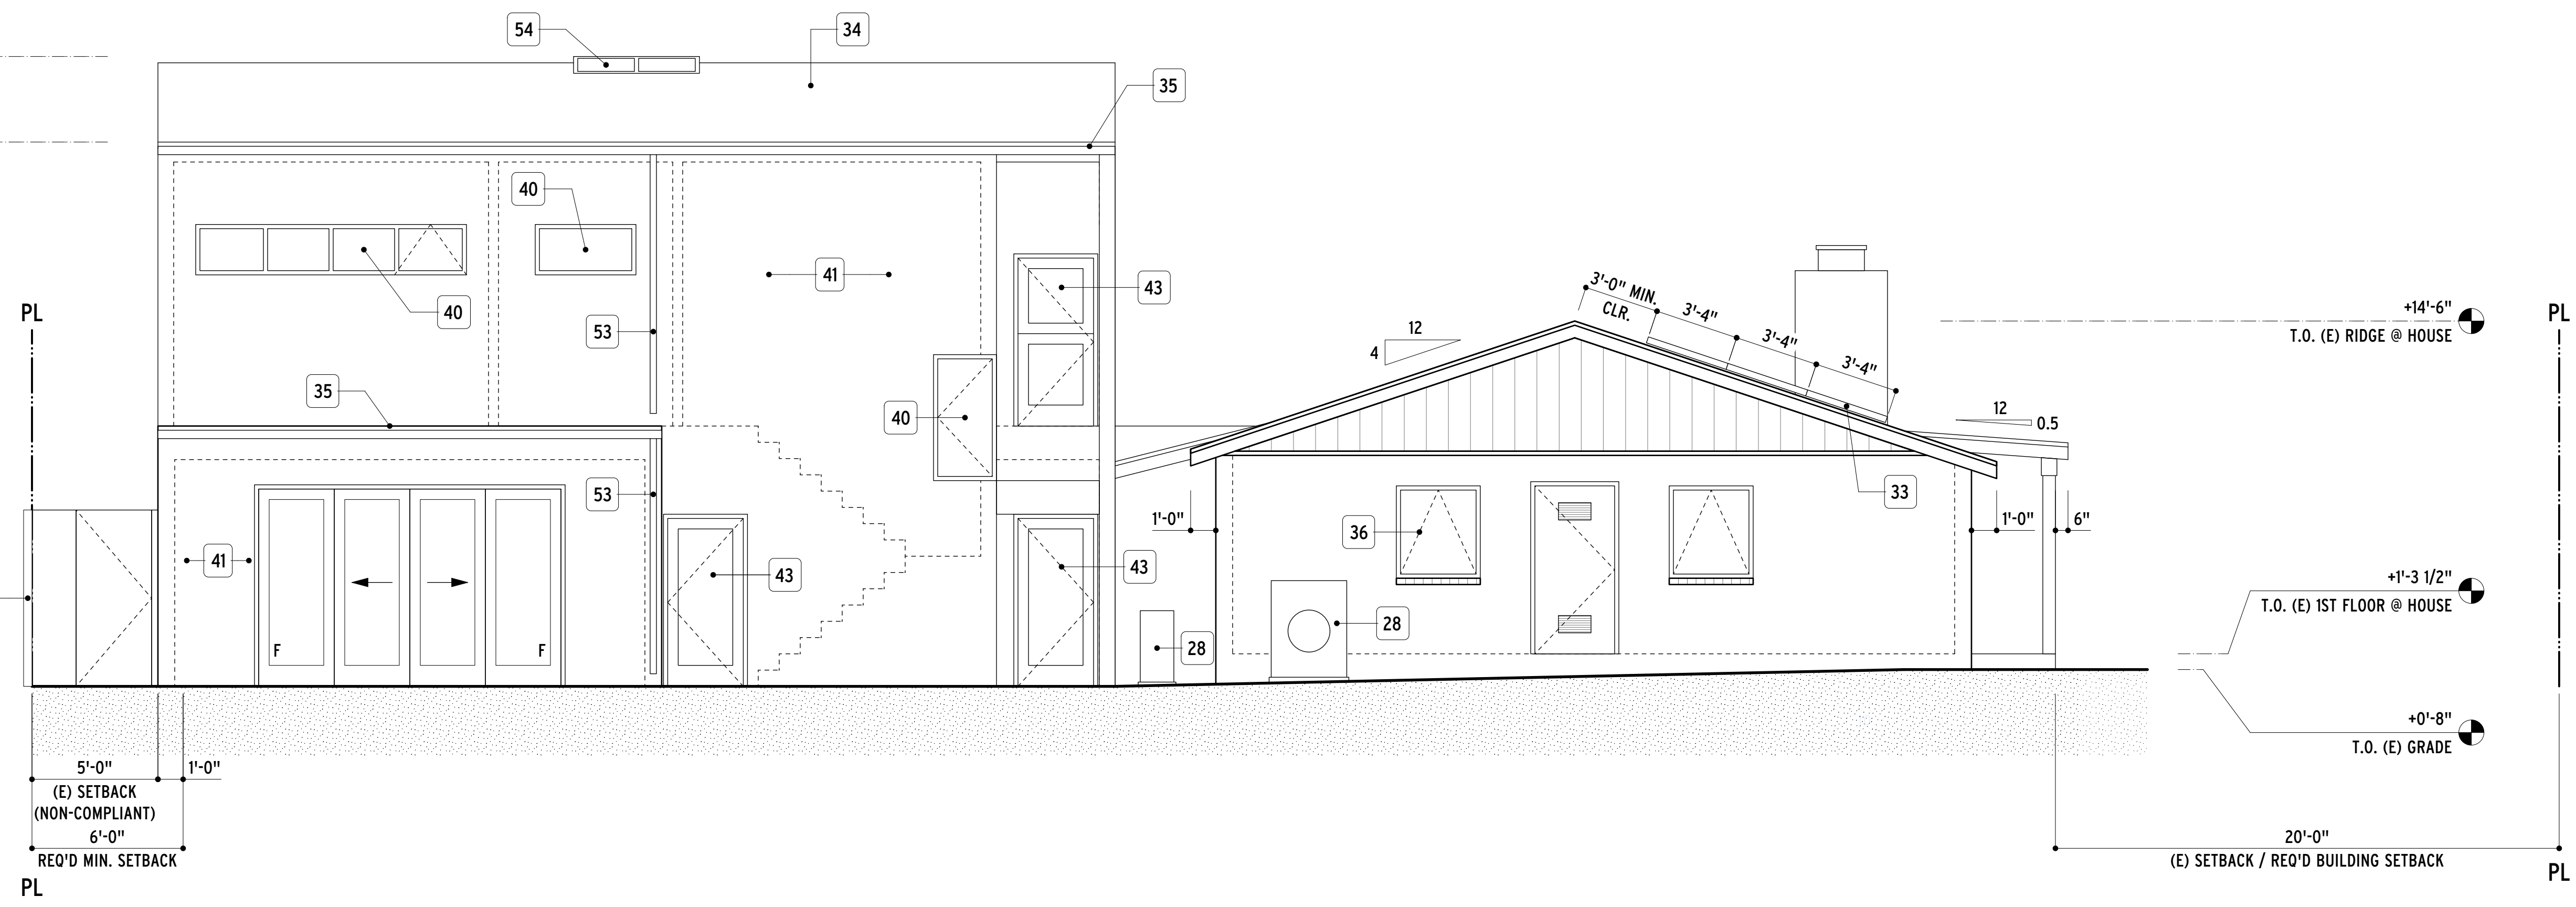 54
34
35
40
40
41
43
53
35
40
PL
12
4
3'-0" MIN.
CLR.
3'-4"
3'-4"
3'-4"
12
0.5
+14'-6"
T.O. (E) RIDGE @ HOUSE
PL
53
41
F
F
43
43
1'-0"
28
28
36
33
1'-0"
6"
+1'-3 1/2"
T.O. (E) 1ST FLOOR @ HOUSE
+0'-8"
T.O. (E) GRADE
5'-0"
1'-0"
(E) SETBACK
(NON-COMPLIANT)
6'-0"
REQ'D MIN. SETBACK
PL
20'-0"
(E) SETBACK / REQ'D BUILDING SETBACK
PL